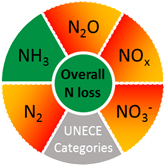 N₂O
NH₃
NOₓ
Overall
N loss
N₂
NO₃⁻
UNECE
Categories